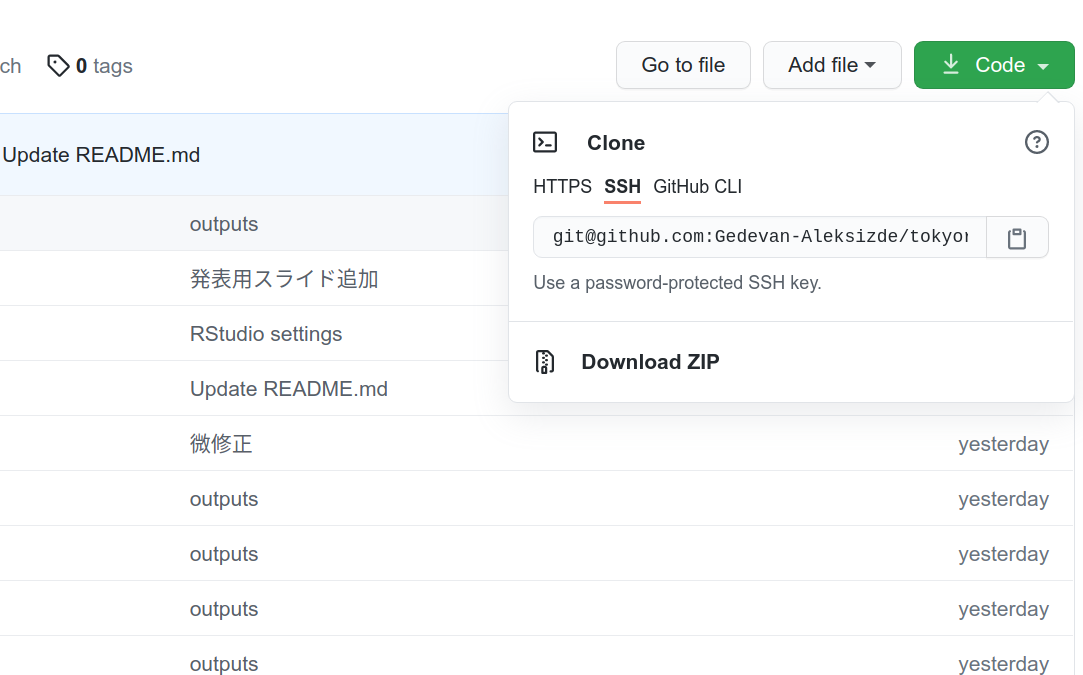 ch 0 tags Go to file Add file Code
Update README.md
Clone
HTTPS SSH GitHub CLI
git@github.com:Gedevan-Aleksizde/tokyor
Use a password-protected SSH key.
Download ZIP
outputs
発表用スライド追加
RStudio settings
Update README.md
微修正 yesterday
outputs yesterday
outputs yesterday
outputs yesterday
outputs yesterday